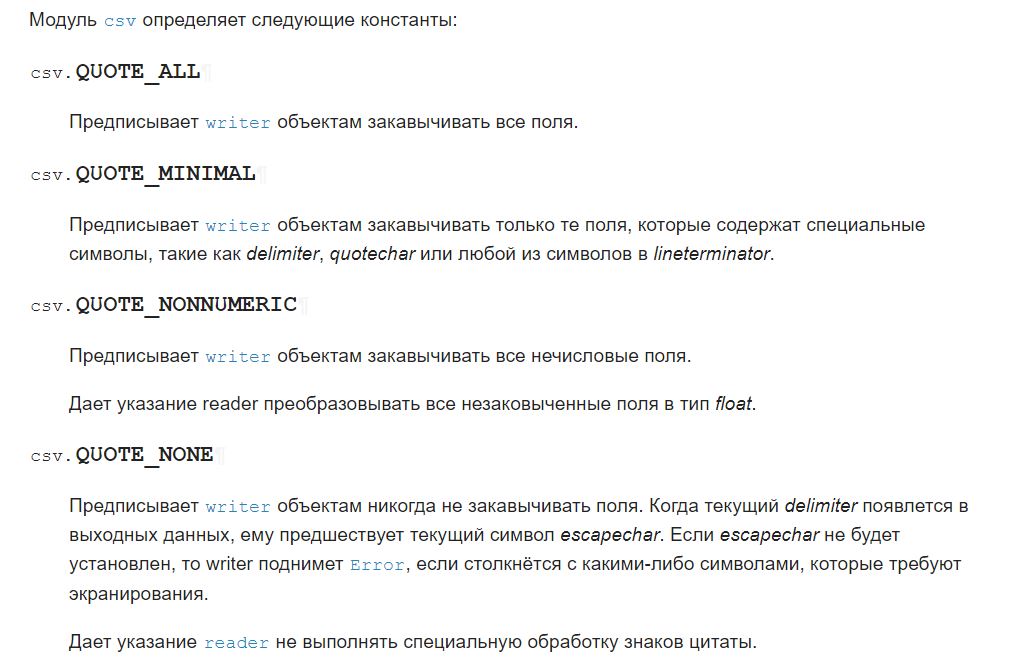 Модуль csv определяет следующие константы:
csv.QUOTE_ALL¶
Предписывает writer объектам закавычивать все поля.
csv.QUOTE_MINIMAL¶
Предписывает writer объектам закавычивать только те поля, которые содержат специальные
символы, такие как delimiter, quotechar или любой из символов в lineterminator.
csv.QUOTE_NONNUMERIC¶
Предписывает writer объектам закавычивать все нечисловые поля.
Дает указание reader преобразовывать все незаковыченные поля в тип float.
csv.QUOTE_NONE¶
Предписывает writer объектам никогда не закавычивать поля. Когда текущий delimiter появлется в
выходных данных, ему предшествует текущий символ escapechar. Если escapechar не будет
установлен, то writer поднимет Error, если столкнётся с какими-либо символами, которые требуют
экранирования.
Дает указание reader не выполнять специальную обработку знаков цитаты.